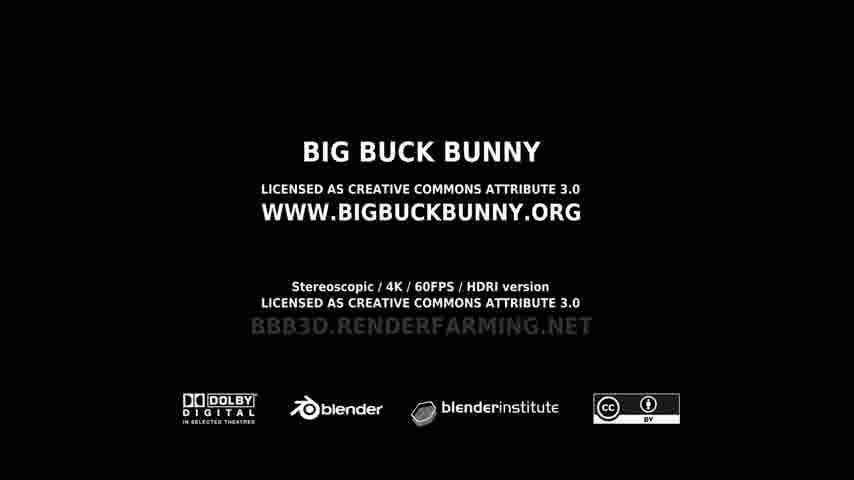 BIG BUCK BUNNY
LICENSED AS CREATIVE COMMONS ATTRIBUTE 3.0
WWW.BIGBUCKBUNNY.ORG
Stereoscopic / 4K / 60FPS / HDRI version
LICENSED AS CREATIVE COMMONS ATTRIBUTE 3.0
BBB3D.RENDERFARMING.NET
DOLBY
DIGITAL
IN SELECTED THEATRES
blender
blenderinstitute
cc
BY